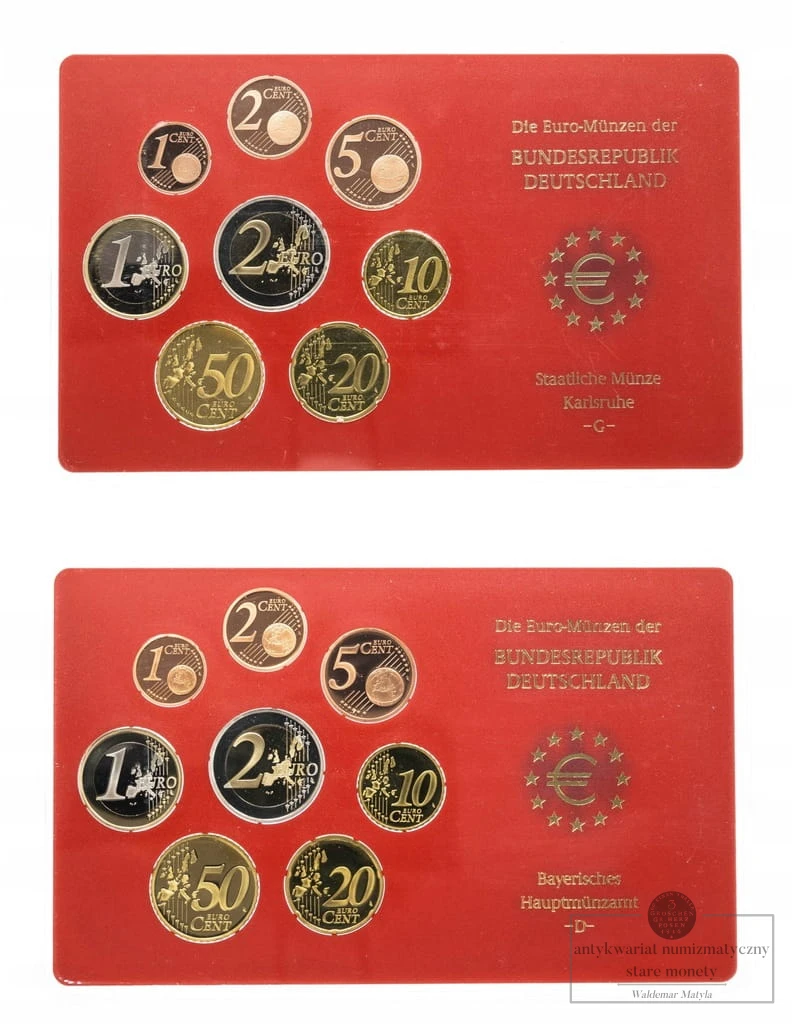 2 EURO CENT
1 EURO CENT
5 EURO CENT
1 EURO
2 EURO
10 EURO CENT
50 EURO CENT
20 EURO CENT
Die Euro-Münzen der
BUNDESREPUBLIK
DEUTSCHLAND
€
Staatliche Münze
Karlsruhe
-G-
2 EURO CENT
1 EURO CENT
5 EURO CENT
1 EURO
2 EURO
10 EURO CENT
50 EURO CENT
20 EURO CENT
Die Euro-Münzen der
BUNDESREPUBLIK
DEUTSCHLAND
€
Bayerisches
Hauptmünzamt
-D-
3
antykwariat numizmatyczny
stare monety
Waldemar Matyla